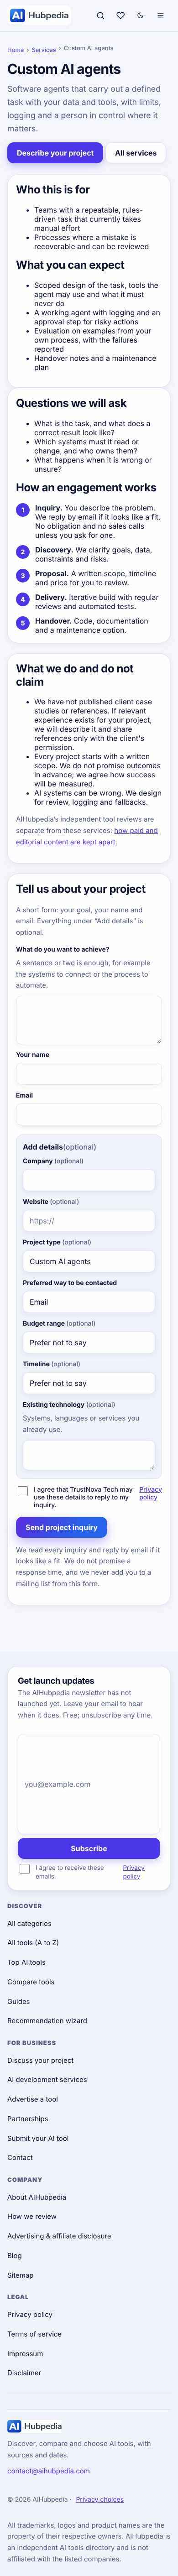 AI Hubpedia
Home › Services › Custom AI agents
Custom AI agents
Software agents that carry out a defined
task with your data and tools, with limits,
logging and a person in control where it
matters.
Describe your project
All services
Who this is for
Teams with a repeatable, rules-
driven task that currently takes
manual effort
Processes where a mistake is
recoverable and can be reviewed
What you can expect
Scoped design of the task, tools the
agent may use and what it must
never do
A working agent with logging and an
approval step for risky actions
Evaluation on examples from your
own process, with the failures
reported
Handover notes and a maintenance
plan
Questions we will ask
What is the task, and what does a
correct result look like?
Which systems must it read or
change, and who owns them?
What happens when it is wrong or
unsure?
How an engagement works
1 Inquiry. You describe the problem.
We reply by email if it looks like a fit.
No obligation and no sales calls
unless you ask for one.
2 Discovery. We clarify goals, data,
constraints and risks.
3 Proposal. A written scope, timeline
and price for you to review.
4 Delivery. Iterative build with regular
reviews and automated tests.
5 Handover. Code, documentation
and a maintenance option.
What we do and do not
claim
We have not published client case
studies or references. If relevant
experience exists for your project,
we will describe it and share
references only with the client's
permission.
Every project starts with a written
scope. We do not promise outcomes
in advance; we agree how success
will be measured.
AI systems can be wrong. We design
for review, logging and fallbacks.
AIHubpedia's independent tool reviews are
separate from these services: how paid and
editorial content are kept apart.
Tell us about your project
A short form: your goal, your name and
email. Everything under "Add details" is
optional.
What do you want to achieve?
A sentence or two is enough, for example
the systems to connect or the process to
automate.
Your name
Email
Add details(optional)
Company (optional)
Website (optional)
https://
Project type (optional)
Custom AI agents
Preferred way to be contacted
Email
Budget range (optional)
Prefer not to say
Timeline (optional)
Prefer not to say
Existing technology (optional)
Systems, languages or services you
already use.
I agree that TrustNova Tech may
use these details to reply to my
inquiry.
Privacy
policy
Send project inquiry
We read every inquiry and reply by email if it
looks like a fit. We do not promise a
response time, and we never add you to a
mailing list from this form.
Get launch updates
The AIHubpedia newsletter has not
launched yet. Leave your email to hear
when it does. Free; unsubscribe any time.
you@example.com
Subscribe
I agree to receive these
emails.
Privacy
policy
DISCOVER
All categories
All tools (A to Z)
Top AI tools
Compare tools
Guides
Recommendation wizard
FOR BUSINESS
Discuss your project
AI development services
Advertise a tool
Partnerships
Submit your AI tool
Contact
COMPANY
About AIHubpedia
How we review
Advertising & affiliate disclosure
Blog
Sitemap
LEGAL
Privacy policy
Terms of service
Impressum
Disclaimer
AI Hubpedia
Discover, compare and choose AI tools, with
sources and dates.
contact@aihubpedia.com
© 2026 AIHubpedia · Privacy choices
All trademarks, logos and product names are the
property of their respective owners. AIHubpedia is
an independent AI tools directory and is not
affiliated with the listed companies.